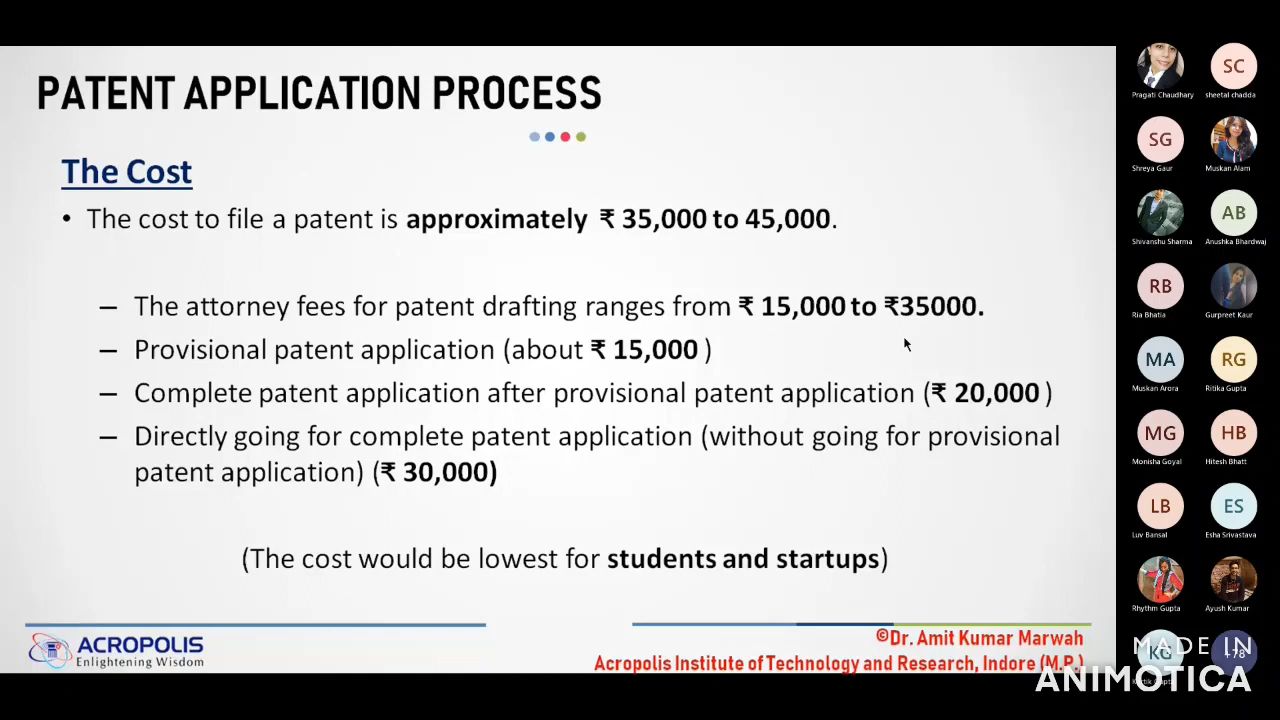 PATENT APPLICATION PROCESS
The Cost
• The cost to file a patent is approximately ₹ 35,000 to 45,000.
– The attorney fees for patent drafting ranges from ₹ 15,000 to ₹35000.
– Provisional patent application (about ₹ 15,000 )
– Complete patent application after provisional patent application (₹ 20,000 )
– Directly going for complete patent application (without going for provisional
patent application) (₹ 30,000)
(The cost would be lowest for students and startups)
ACROPOLIS
Enlightening Wisdom
©Dr. Amit Kumar Marwah
Acropolis Institute of Technology and Research, Indore (M.P.)
Pragati Chaudhary
SC
sheetal chadda
SG
Shreya Gaur
Muskan Alam
Shivanshu Sharma
AB
Anushka Bhardwaj
RB
Ria Bhatia
Gurpreet Kaur
MA
Muskan Arora
RG
Ritika Gupta
MG
Monisha Goyal
HB
Hitesh Bhatt
LB
Luv Bansal
ES
Esha Srivastava
Rhythm Gupta
Ayush Kumar
KG
+78
MADE IN
ANIMOTICA